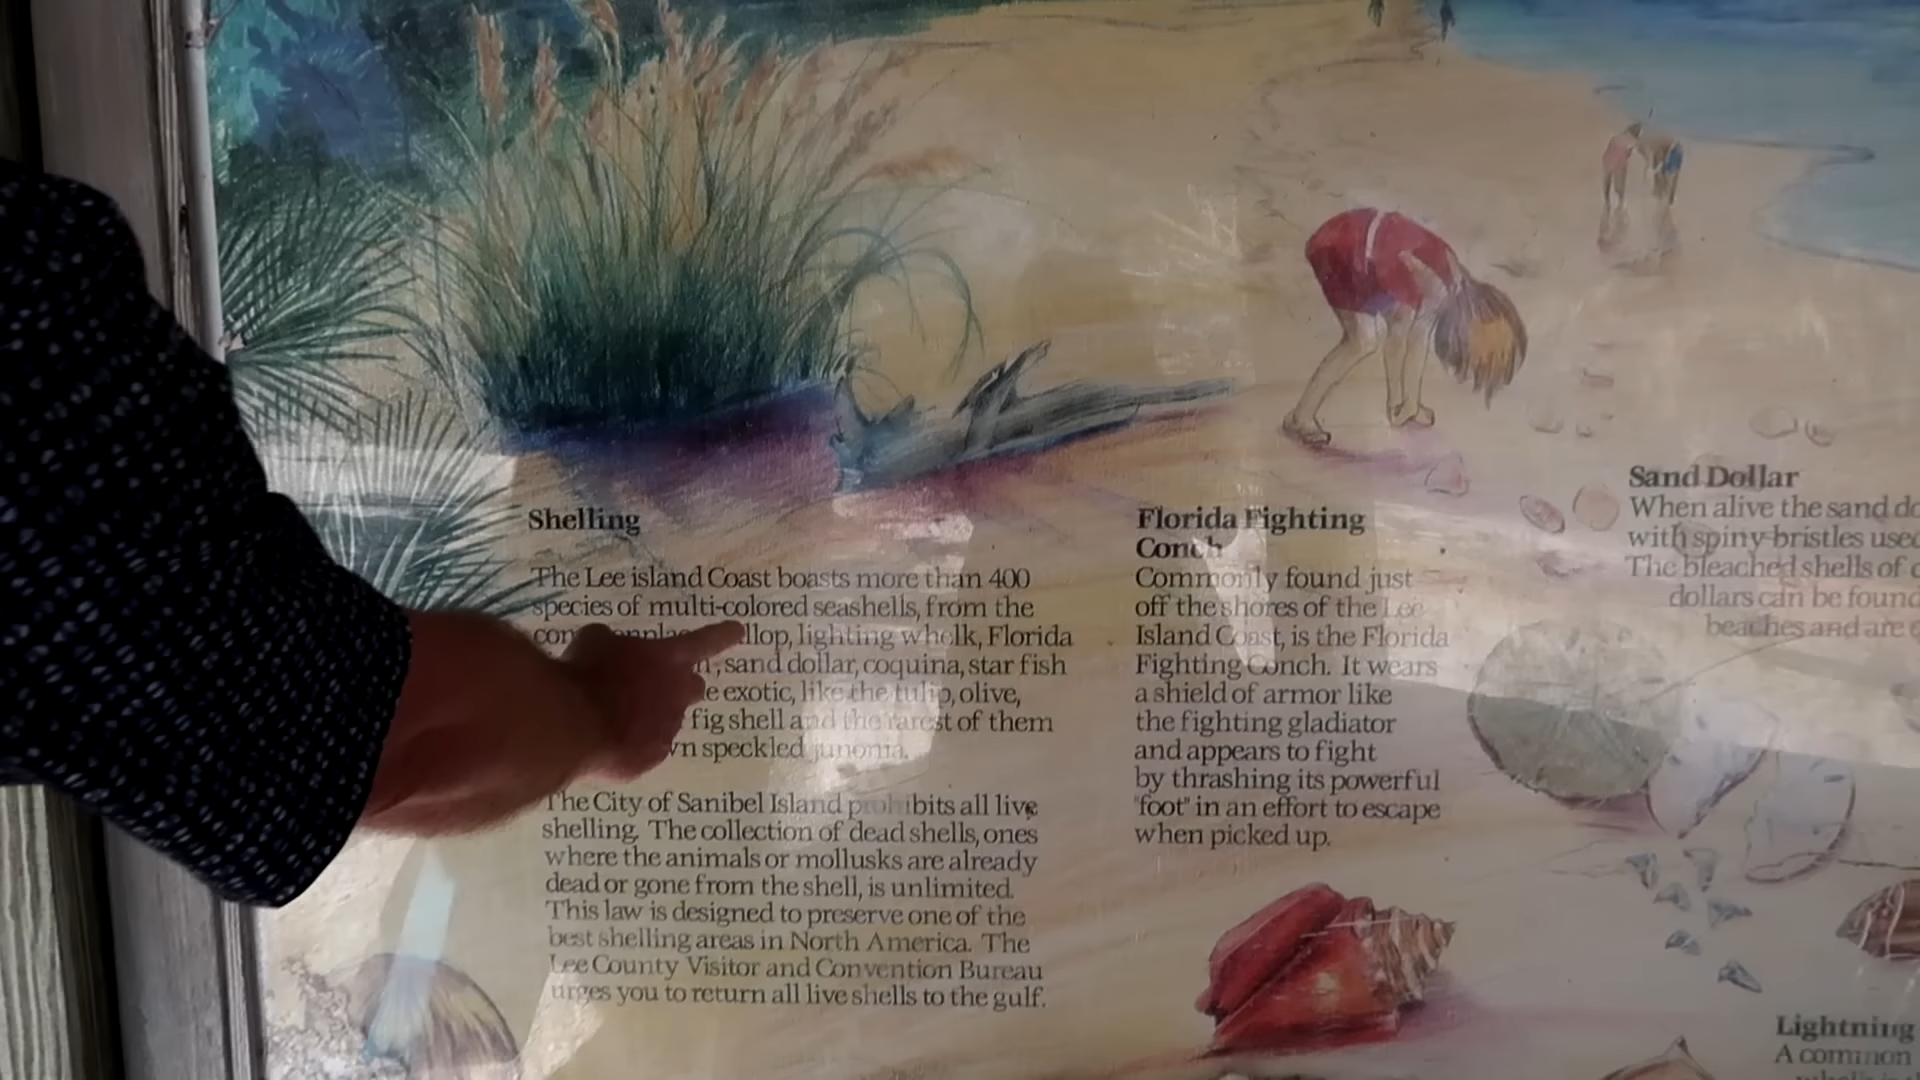 Shelling
The Lee island Coast boasts more than 400
species of multi-colored seashells, from the
lighting whelk, Florida
sand dollar, coquina, star fish
exotic, like the tulip, olive,
fig shell and the rarest of them
speckled junonia.
The City of Sanibel Island prohibits all live
shelling. The collection of dead shells, ones
where the animals or mollusks are already
dead or gone from the shell, is unlimited.
This law is designed to preserve one of the
best shelling areas in North America. The
Lee County Visitor and Convention Bureau
urges you to return all live shells to the gulf.
Florida Fighting
Conch
Commonly found just
off the shores of the Lee
Island Coast, is the Florida
Fighting Conch. It wears
a shield of armor like
the fighting gladiator
and appears to fight
by thrashing its powerful
"foot" in an effort to escape
when picked up.
Sand Dollar
When alive the sand
with spiny bristles
The bleached shells of
dollars can be found
beaches and are
Lightning
A common